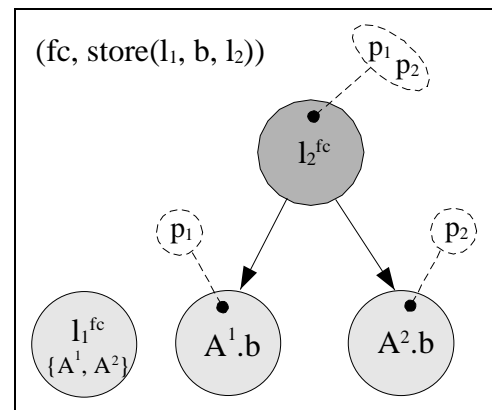 (fc, store(l₁, b, l₂))
p₁ p₂
l₂ᶠᶜ
p₁
p₂
l₁ᶠᶜ
{A¹, A²}
A¹.b
A².b